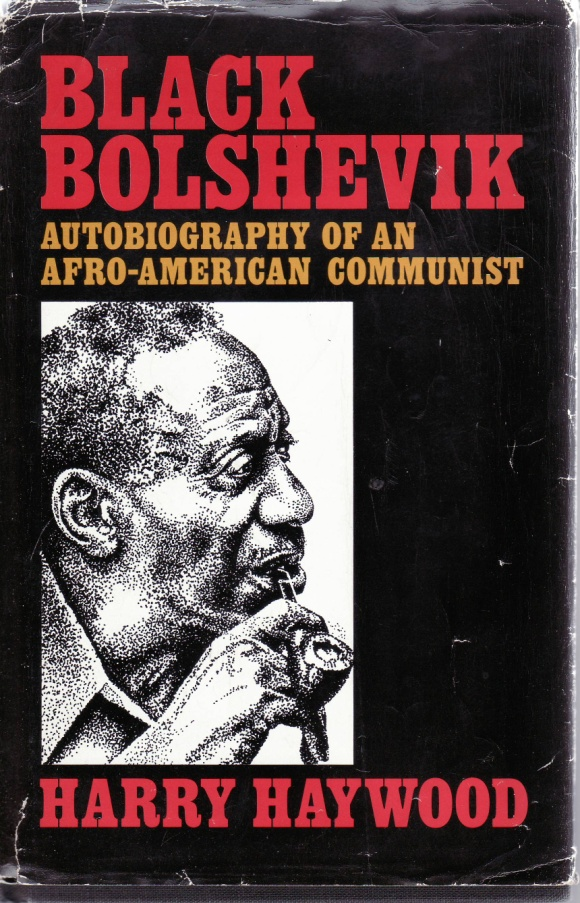 BLACK
BOLSHEVIK
AUTOBIOGRAPHY OF AN
AFRO-AMERICAN COMMUNIST
HARRY HAYWOOD